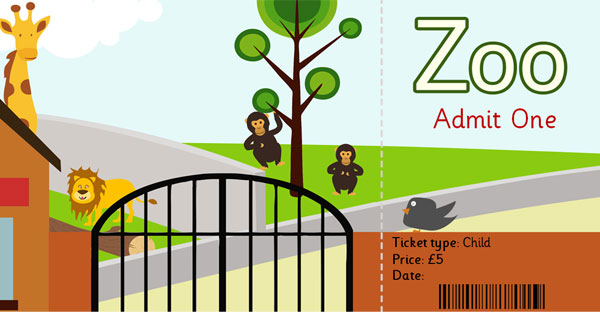 Zoo
Admit One
Ticket type: Child
Price: £5
Date: